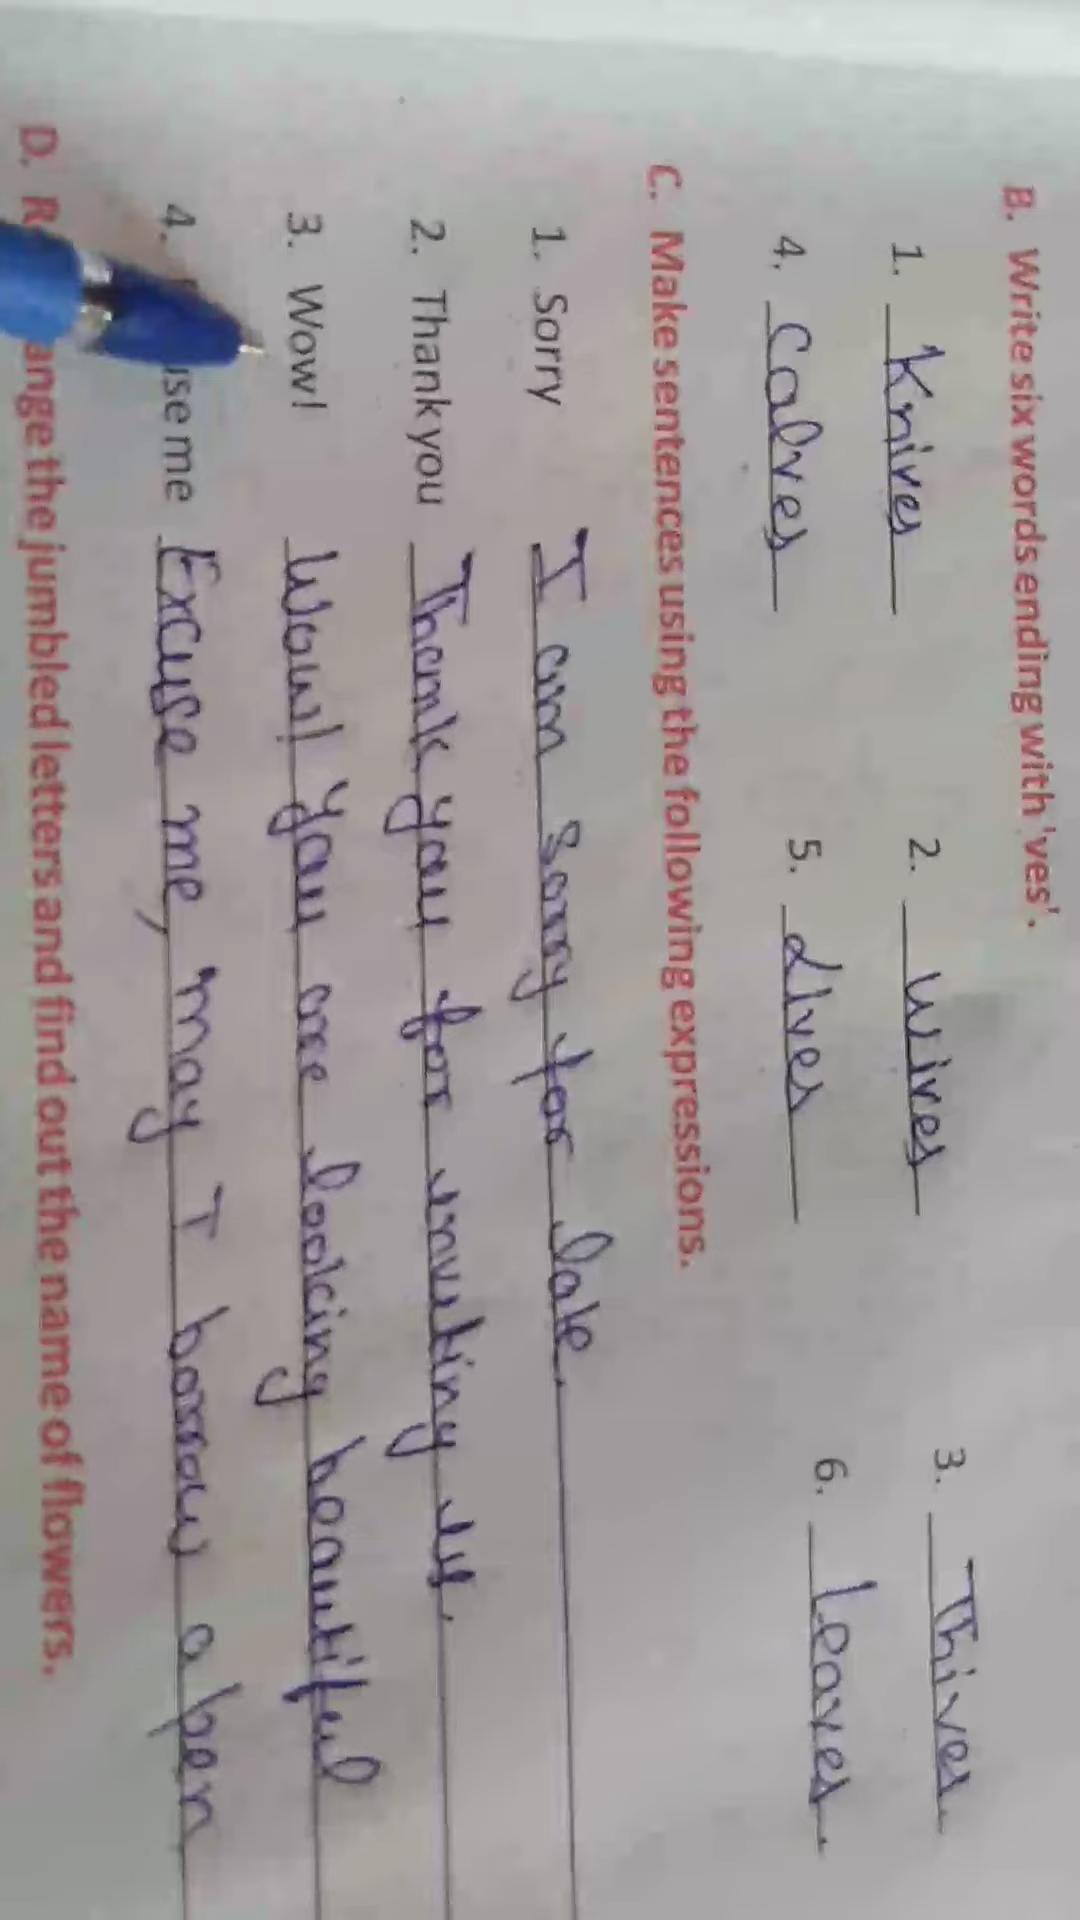 B. Write six words ending with 'ves'.
1. Knives 2. wives 3. Thives.
4. Calves 5. Lives 6. Leaves.
C. Make sentences using the following expressions.
1. Sorry I am sorry for late.
2. Thank you Thank you for inviting us.
3. Wow! Wow! you are looking beautiful
4. use me Excuse me, may I borrow a pen
D. R ange the jumbled letters and find out the name of flowers.